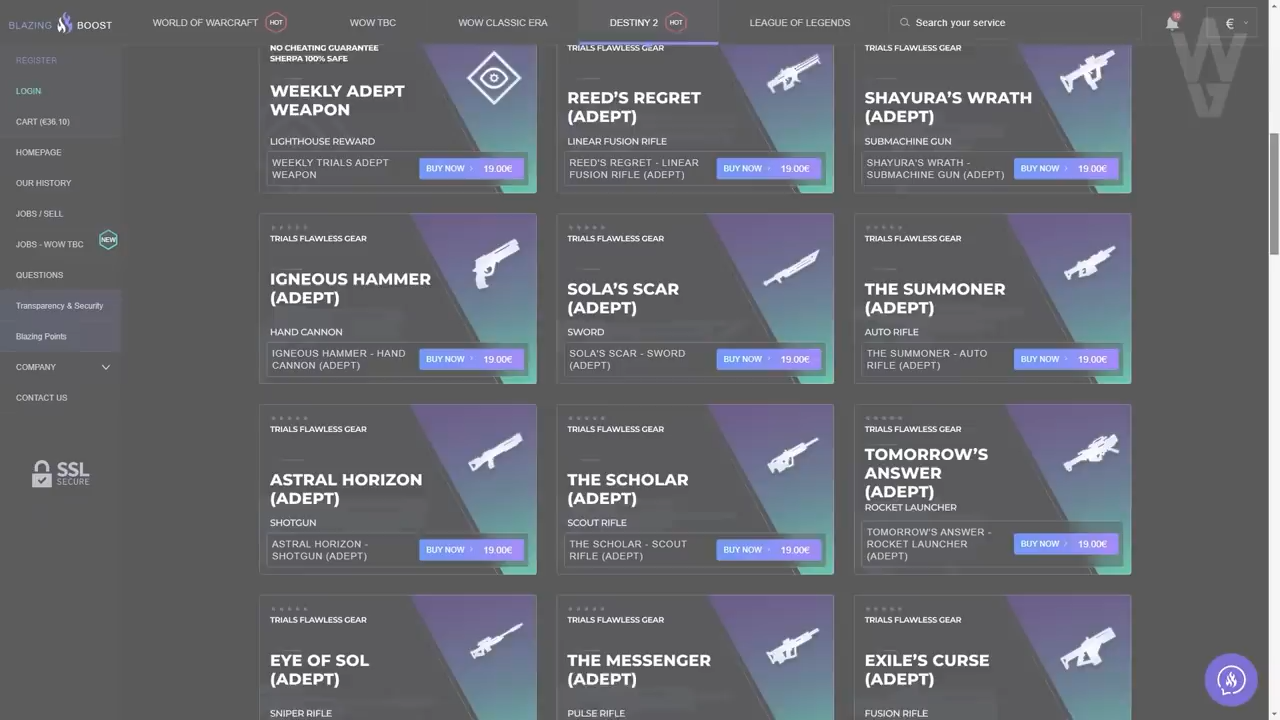 BLAZING BOOST
WORLD OF WARCRAFT HOT
WOW TBC
WOW CLASSIC ERA
DESTINY 2 HOT
LEAGUE OF LEGENDS
Search your service
€
REGISTER
LOGIN
CART (€36.10)
HOMEPAGE
OUR HISTORY
JOBS / SELL
JOBS - WOW TBC NEW
QUESTIONS
Transparency & Security
Blazing Points
COMPANY
CONTACT US
SSL
SECURE
NO CHEATING GUARANTEE
SHERPA 100% SAFE
WEEKLY ADEPT
WEAPON
LIGHTHOUSE REWARD
WEEKLY TRIALS ADEPT
WEAPON
BUY NOW 19.00€
TRIALS FLAWLESS GEAR
REED'S REGRET
(ADEPT)
LINEAR FUSION RIFLE
REED'S REGRET - LINEAR
FUSION RIFLE (ADEPT)
BUY NOW 19.00€
TRIALS FLAWLESS GEAR
SHAYURA'S WRATH
(ADEPT)
SUBMACHINE GUN
SHAYURA'S WRATH -
SUBMACHINE GUN (ADEPT)
BUY NOW 19.00€
TRIALS FLAWLESS GEAR
IGNEOUS HAMMER
(ADEPT)
HAND CANNON
IGNEOUS HAMMER - HAND
CANNON (ADEPT)
BUY NOW 19.00€
TRIALS FLAWLESS GEAR
SOLA'S SCAR
(ADEPT)
SWORD
SOLA'S SCAR - SWORD
(ADEPT)
BUY NOW 19.00€
TRIALS FLAWLESS GEAR
THE SUMMONER
(ADEPT)
AUTO RIFLE
THE SUMMONER - AUTO
RIFLE (ADEPT)
BUY NOW 19.00€
TRIALS FLAWLESS GEAR
ASTRAL HORIZON
(ADEPT)
SHOTGUN
ASTRAL HORIZON -
SHOTGUN (ADEPT)
BUY NOW 19.00€
TRIALS FLAWLESS GEAR
THE SCHOLAR
(ADEPT)
SCOUT RIFLE
THE SCHOLAR - SCOUT
RIFLE (ADEPT)
BUY NOW 19.00€
TRIALS FLAWLESS GEAR
TOMORROW'S
ANSWER
(ADEPT)
ROCKET LAUNCHER
TOMORROW'S ANSWER -
ROCKET LAUNCHER
(ADEPT)
BUY NOW 19.00€
TRIALS FLAWLESS GEAR
EYE OF SOL
(ADEPT)
SNIPER RIFLE
TRIALS FLAWLESS GEAR
THE MESSENGER
(ADEPT)
PULSE RIFLE
TRIALS FLAWLESS GEAR
EXILE'S CURSE
(ADEPT)
FUSION RIFLE